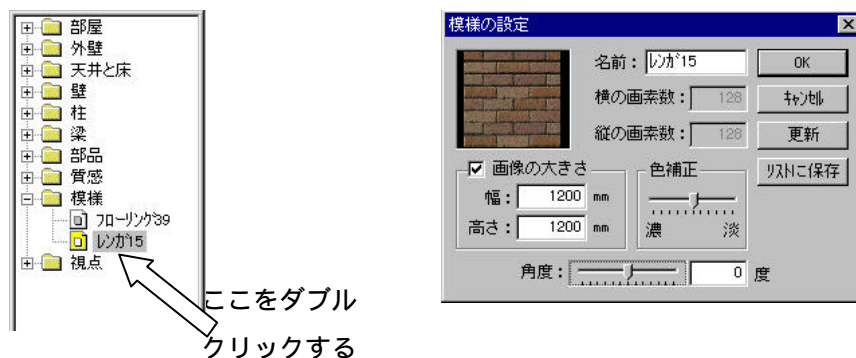 部屋
外壁
天井と床
壁
柱
梁
部品
質感
模様
ﾌﾛｰﾘﾝｸﾞ39
ﾚﾝｶﾞ15
視点
ここをダブル
クリックする
模様の設定
名前： ﾚﾝｶﾞ15 OK
横の画素数： 128 ｷｬﾝｾﾙ
縦の画素数： 128 更新
画像の大きさ 色補正 ﾘｽﾄに保存
幅： 1200 mm
高さ： 1200 mm 濃 淡
角度： 0 度